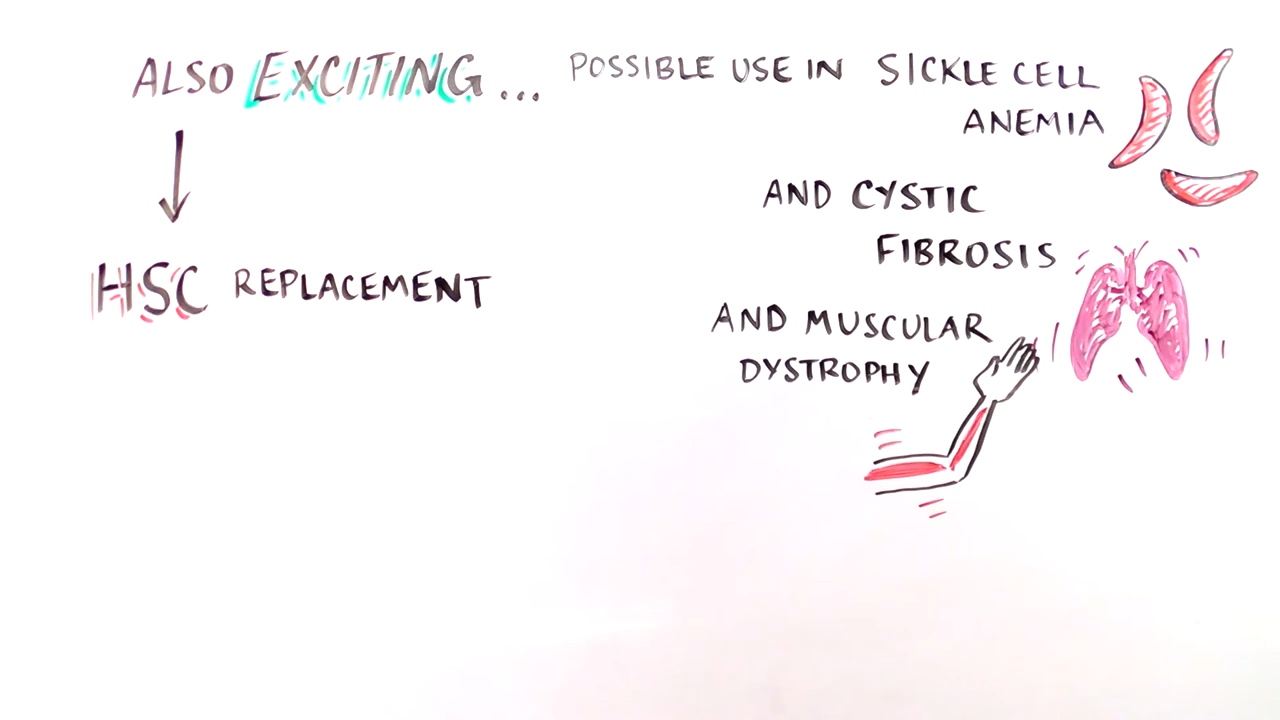 ALSO EXCITING... POSSIBLE USE IN SICKLE CELL
ANEMIA
AND CYSTIC
FIBROSIS
HSC REPLACEMENT
AND MUSCULAR
DYSTROPHY